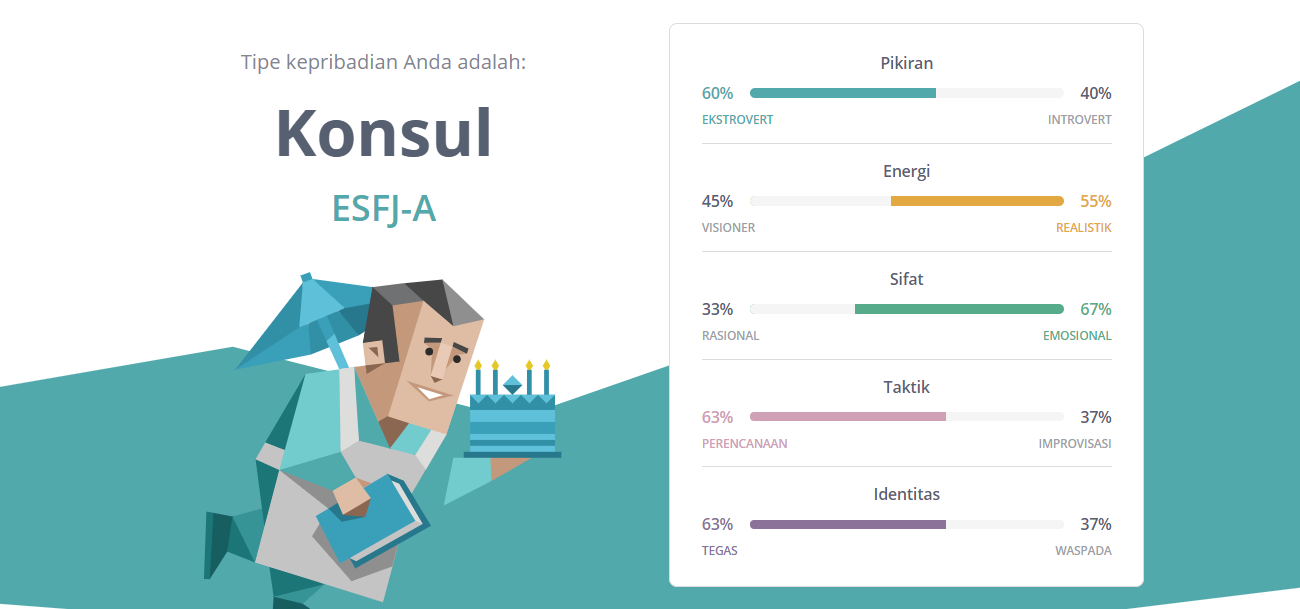 Tipe kepribadian Anda adalah:
Konsul
ESFJ-A
Pikiran
60% 40%
EKSTROVERT INTROVERT
Energi
45% 55%
VISIONER REALISTIK
Sifat
33% 67%
RASIONAL EMOSIONAL
Taktik
63% 37%
PERENCANAAN IMPROVISASI
Identitas
63% 37%
TEGAS WASPADA